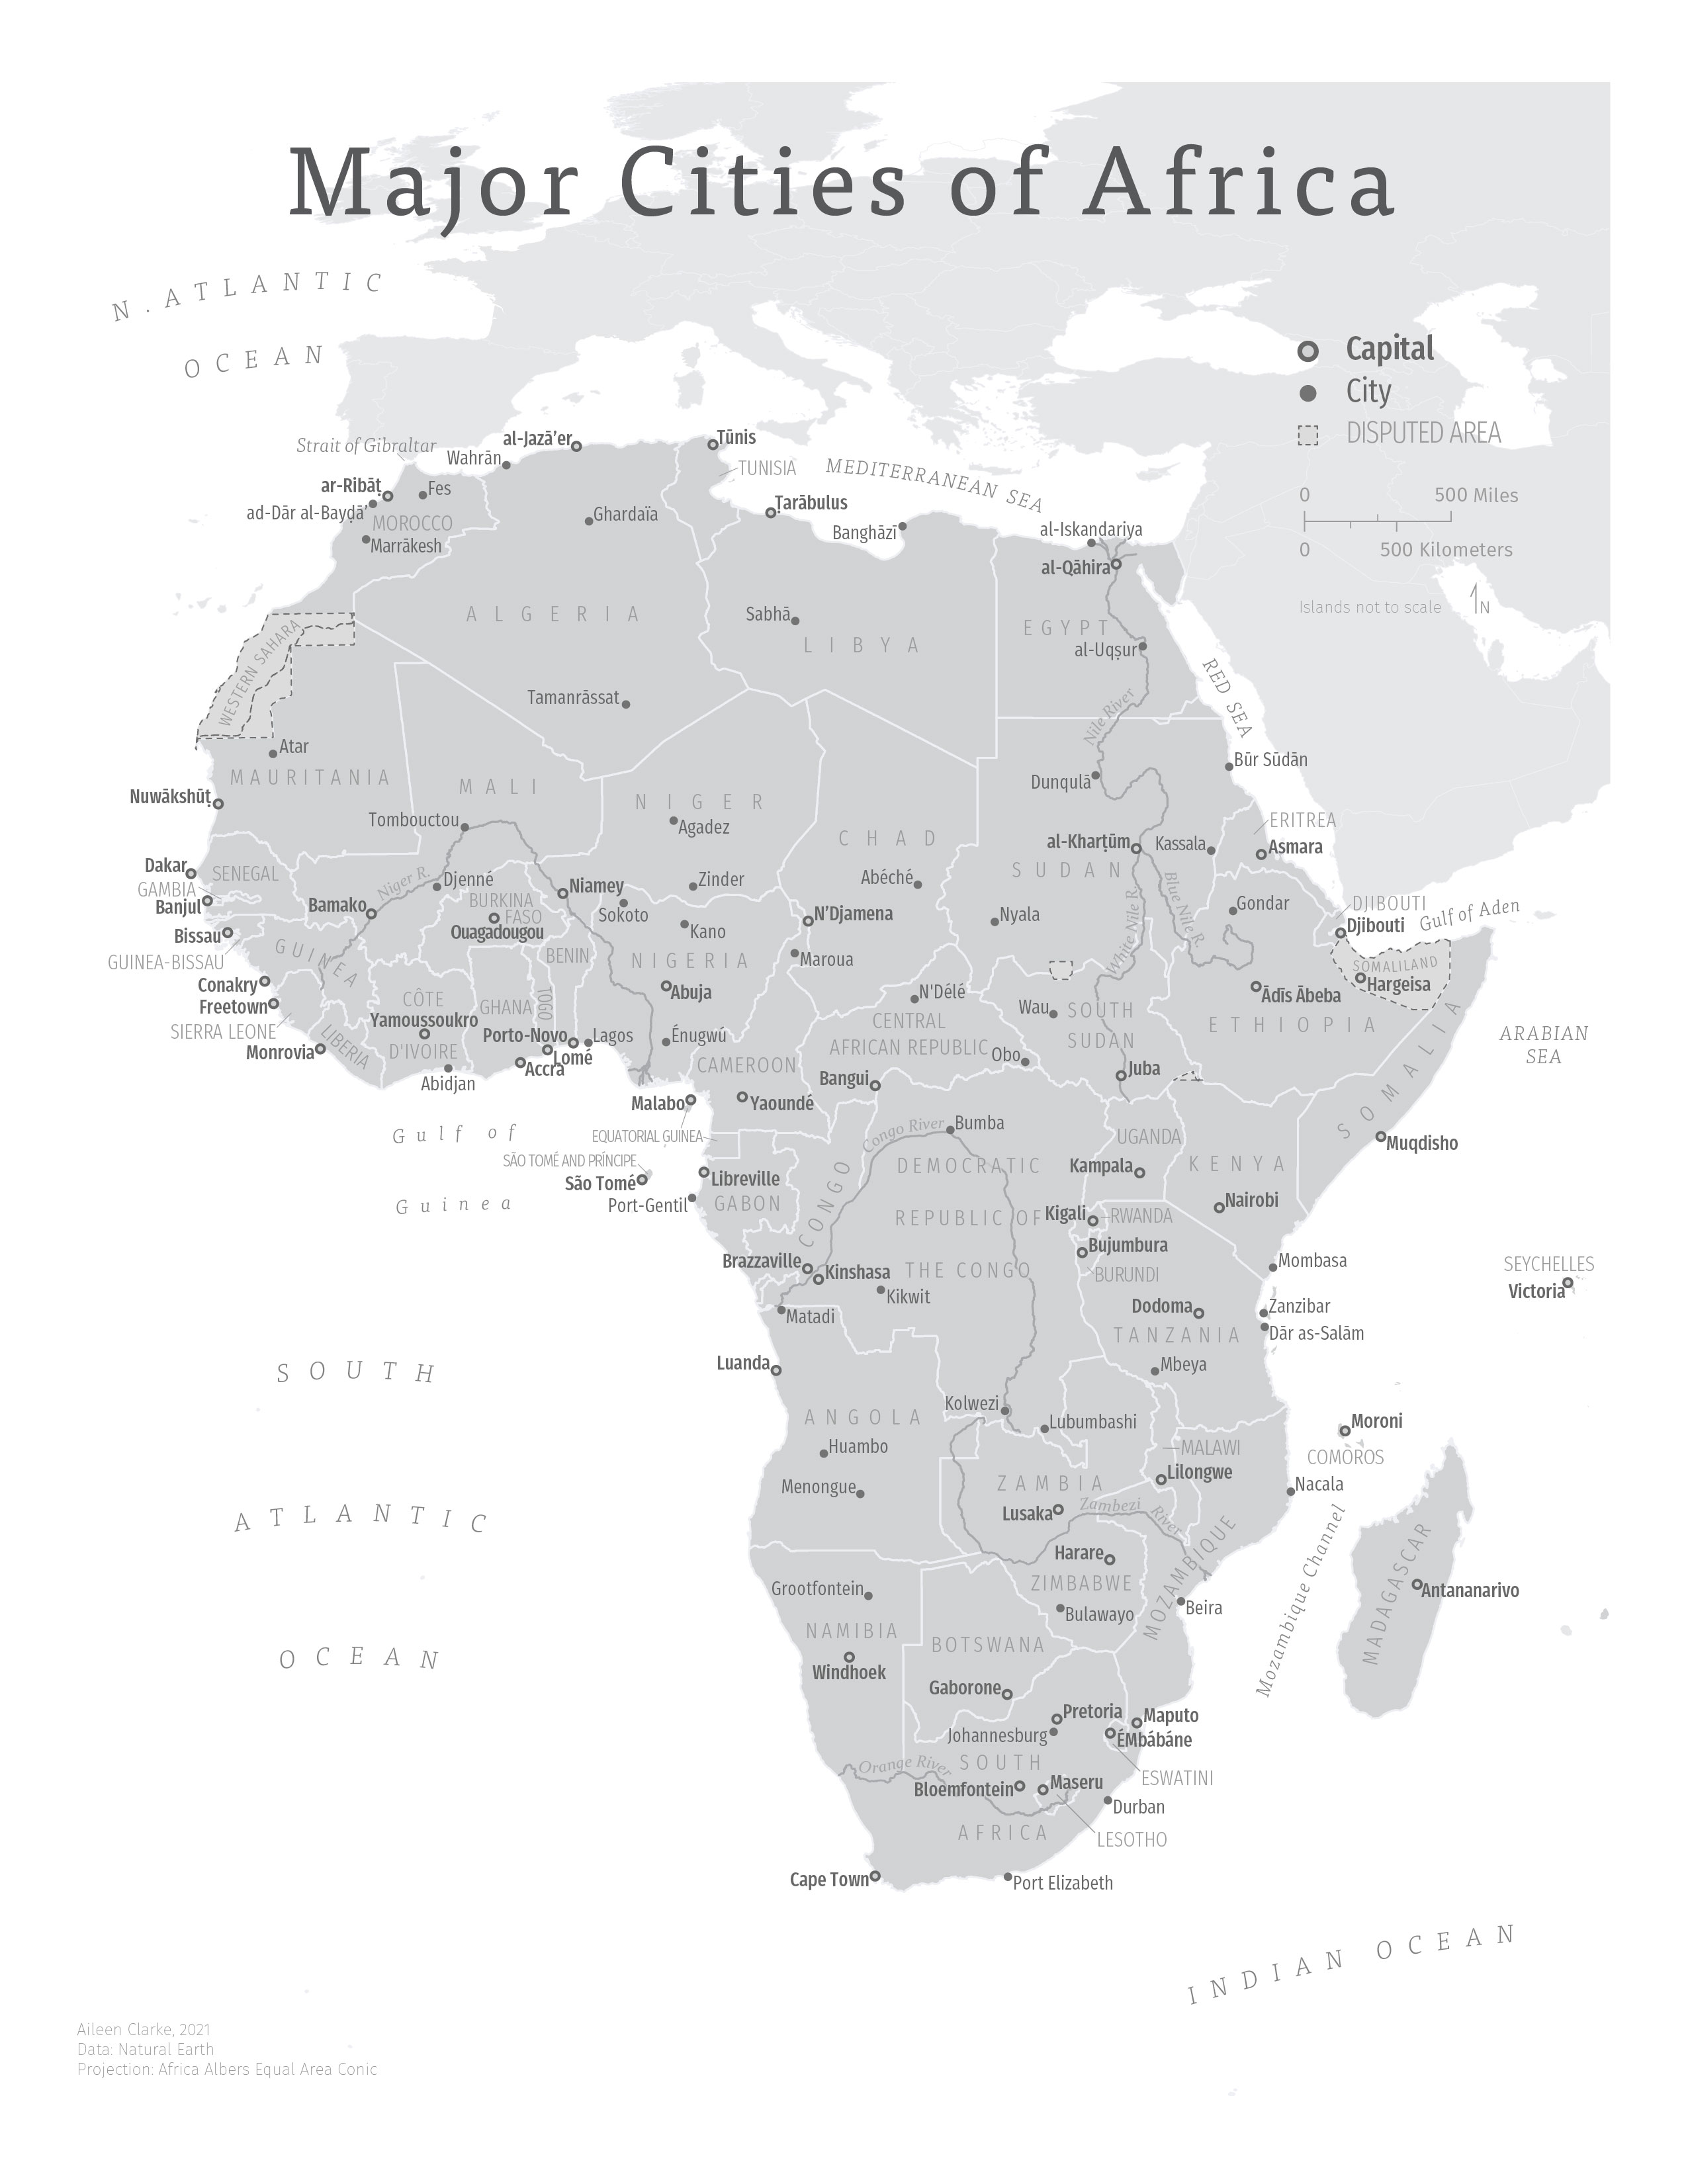 Major Cities of Africa
N. ATLANTIC
OCEAN
Capital
City
DISPUTED AREA
0 500 Miles
0 500 Kilometers
Islands not to scale
N
Strait of Gibraltar
al-Jazā'er
Wahrān
Tūnis
TUNISIA
MEDITERRANEAN SEA
ar-Ribāṭ
Fes
ad-Dār al-Bayḍā'
MOROCCO
Marrākesh
Ghardaïa
Ṭarābulus
Banghāzī
al-Iskandariya
al-Qāhira
ALGERIA
Sabhā
LIBYA
EGYPT
al-Uqṣur
WESTERN SAHARA
Tamanrāssat
Nile River
RED SEA
Atar
MAURITANIA
Nuwākshūṭ
MALI
Tombouctou
NIGER
Agadez
CHAD
Dunqulā
Būr Sūdān
ERITREA
al-Kharṭūm
Kassala
Asmara
SUDAN
Dakar
SENEGAL
GAMBIA
Banjul
Bissau
GUINEA-BISSAU
Bamako
Niger R.
Djenné
BURKINA
FASO
Ouagadougou
Niamey
Sokoto
Zinder
Kano
Abéché
N'Djamena
Nyala
White Nile R.
Blue Nile R.
Gondar
DJIBOUTI
Djibouti
Gulf of Aden
GUINEA
Conakry
Freetown
SIERRA LEONE
Monrovia
LIBERIA
CÔTE
Yamoussoukro
D'IVOIRE
Abidjan
GHANA
TOGO
BENIN
Porto-Novo
Lomé
Accra
Lagos
NIGERIA
Abuja
Énugwú
Maroua
N'Délé
CENTRAL
AFRICAN REPUBLIC
Obo
Bangui
CAMEROON
Yaoundé
Wau
SOUTH
SUDAN
Juba
Ādīs Ābeba
ETHIOPIA
SOMALILAND
Hargeisa
SOMALIA
Muqdisho
ARABIAN
SEA
Malabo
EQUATORIAL GUINEA
SÃO TOMÉ AND PRÍNCIPE
São Tomé
Gulf of
Guinea
Libreville
Port-Gentil
GABON
CONGO
Congo River
Bumba
DEMOCRATIC
REPUBLIC OF
THE CONGO
UGANDA
Kampala
KENYA
Nairobi
Kigali
RWANDA
Bujumbura
BURUNDI
Brazzaville
Kinshasa
Kikwit
Matadi
Mombasa
SEYCHELLES
Victoria
Dodoma
TANZANIA
Zanzibar
Dār as-Salām
Mbeya
SOUTH
ATLANTIC
OCEAN
Luanda
ANGOLA
Huambo
Menongue
Kolwezi
Lubumbashi
ZAMBIA
Lusaka
MALAWI
Lilongwe
Zambezi River
Moroni
COMOROS
Nacala
Mozambique Channel
MOZAMBIQUE
Harare
ZIMBABWE
Bulawayo
Beira
MADAGASCAR
Antananarivo
Grootfontein
NAMIBIA
Windhoek
BOTSWANA
Gaborone
Pretoria
Johannesburg
Maputo
ÉMbábáne
ESWATINI
SOUTH
AFRICA
Orange River
Bloemfontein
Maseru
LESOTHO
Durban
Cape Town
Port Elizabeth
INDIAN OCEAN
Aileen Clarke, 2021
Data: Natural Earth
Projection: Africa Albers Equal Area Conic